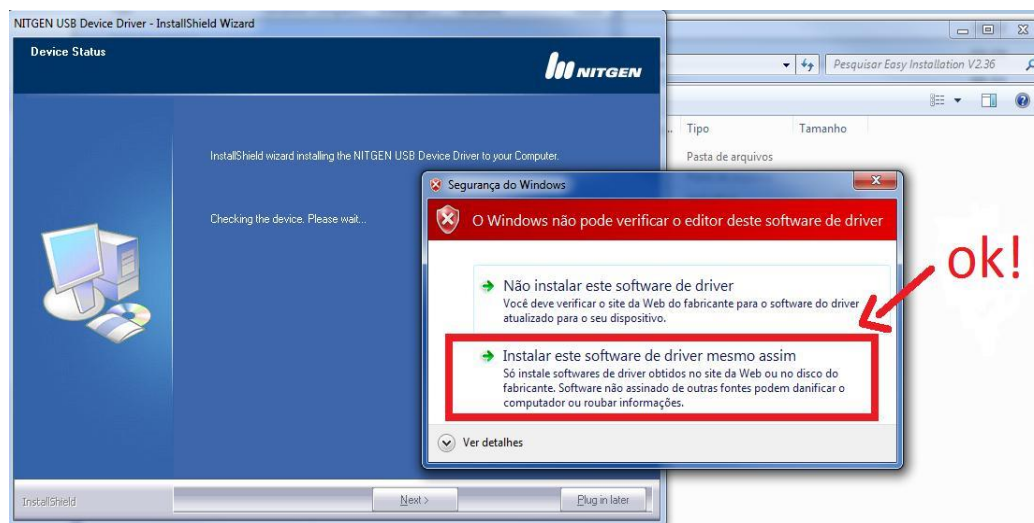 NITGEN USB Device Driver - InstallShield Wizard
Device Status
NITGEN
Pesquisar Easy Installation V2.36
Tipo
Tamanho
Pasta de arquivos
InstallShield wizard installing the NITGEN USB Device Driver to your Computer.
Checking the device. Please wait...
Segurança do Windows
O Windows não pode verificar o editor deste software de driver
Não instalar este software de driver
Você deve verificar o site da Web do fabricante para o software do driver
atualizado para o seu dispositivo.
Instalar este software de driver mesmo assim
Só instale softwares de driver obtidos no site da Web ou no disco do
fabricante. Software não assinado de outras fontes podem danificar o
computador ou roubar informações.
Ver detalhes
ok!
InstallShield
Next >
Plug in later